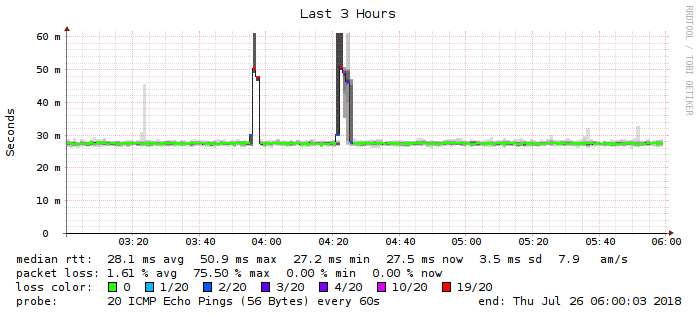 Last 3 Hours
RRDTOOL / TOBI OETIKER
Seconds
60 m
50 m
40 m
30 m
20 m
10 m
0
03:20 03:40 04:00 04:20 04:40 05:00 05:20 05:40 06:00
median rtt: 28.1 ms avg 50.9 ms max 27.2 ms min 27.5 ms now 3.5 ms sd 7.9 am/s
packet loss: 1.61 % avg 75.50 % max 0.00 % min 0.00 % now
loss color: 0 1/20 2/20 3/20 4/20 10/20 19/20
probe: 20 ICMP Echo Pings (56 Bytes) every 60s end: Thu Jul 26 06:00:03 2018